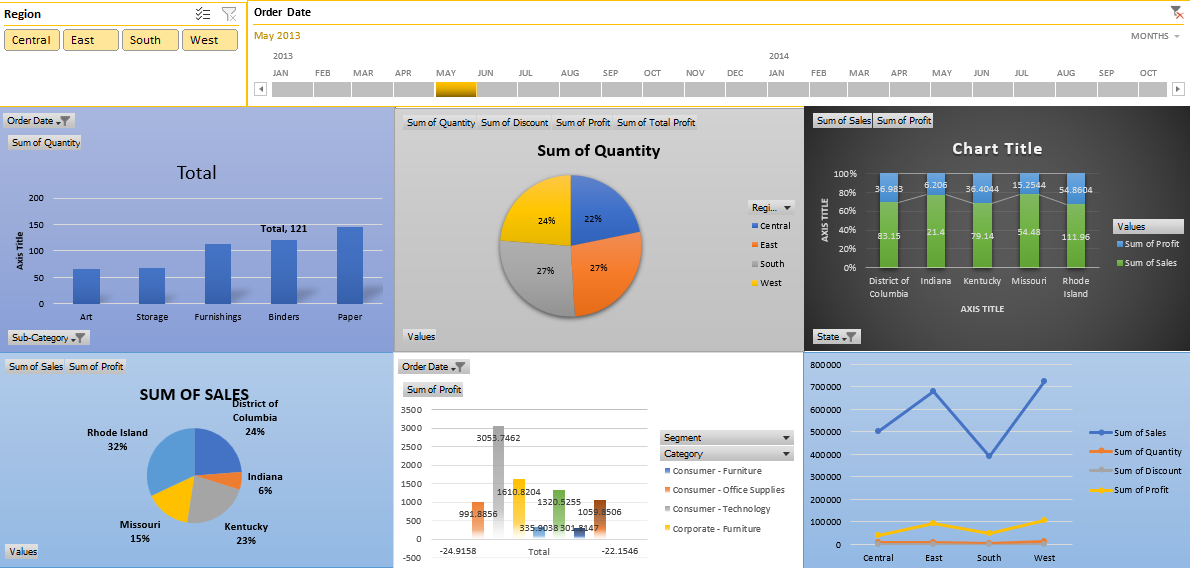 Region
Central East South West
Order Date
May 2013
MONTHS
2013 2014
JAN FEB MAR APR MAY JUN JUL AUG SEP OCT NOV DEC JAN FEB MAR APR MAY JUN JUL AUG SEP OCT
Order Date
Sum of Quantity
Total
200
150
100
50
0
Axis Title
Total, 121
Art Storage Furnishings Binders Paper
Sub-Category
Sum of Quantity Sum of Discount Sum of Profit Sum of Total Profit
Sum of Quantity
24% 22%
27% 27%
Regi...
Central
East
South
West
Values
Sum of Sales Sum of Profit
Chart Title
100%
80%
60%
40%
20%
0%
AXIS TITLE
36.983 6.206 36.4044 15.2544 54.8604
83.15 21.4 79.14 54.48 111.96
District of Columbia Indiana Kentucky Missouri Rhode Island
AXIS TITLE
Values
Sum of Profit
Sum of Sales
State
Sum of Sales Sum of Profit
SUM OF SALES
District of Columbia
24%
Rhode Island
32%
Indiana
6%
Missouri
15%
Kentucky
23%
Values
Order Date
Sum of Profit
3500
3000
2500
2000
1500
1000
500
0
-500
3053.7462
1610.8204
1320.5255
991.8856
1059.8506
335.9038 301.8147
-24.9158 Total -22.1546
Segment
Category
Consumer - Furniture
Consumer - Office Supplies
Consumer - Technology
Corporate - Furniture
800000
700000
600000
500000
400000
300000
200000
100000
0
Central East South West
Sum of Sales
Sum of Quantity
Sum of Discount
Sum of Profit